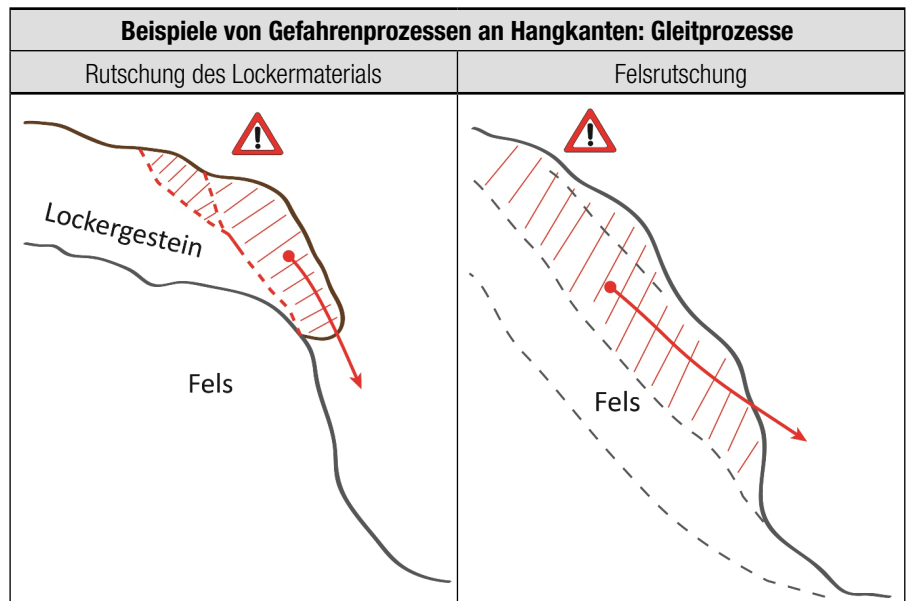 Beispiele von Gefahrenprozessen an Hangkanten: Gleitprozesse
Rutschung des Lockermaterials
Felsrutschung
!
!
Lockergestein
Fels
Fels